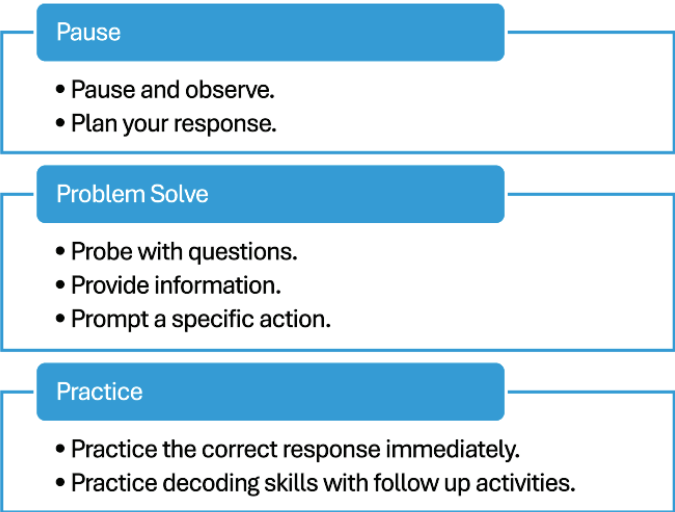 Pause
• Pause and observe.
• Plan your response.
Problem Solve
• Probe with questions.
• Provide information.
• Prompt a specific action.
Practice
• Practice the correct response immediately.
• Practice decoding skills with follow up activities.